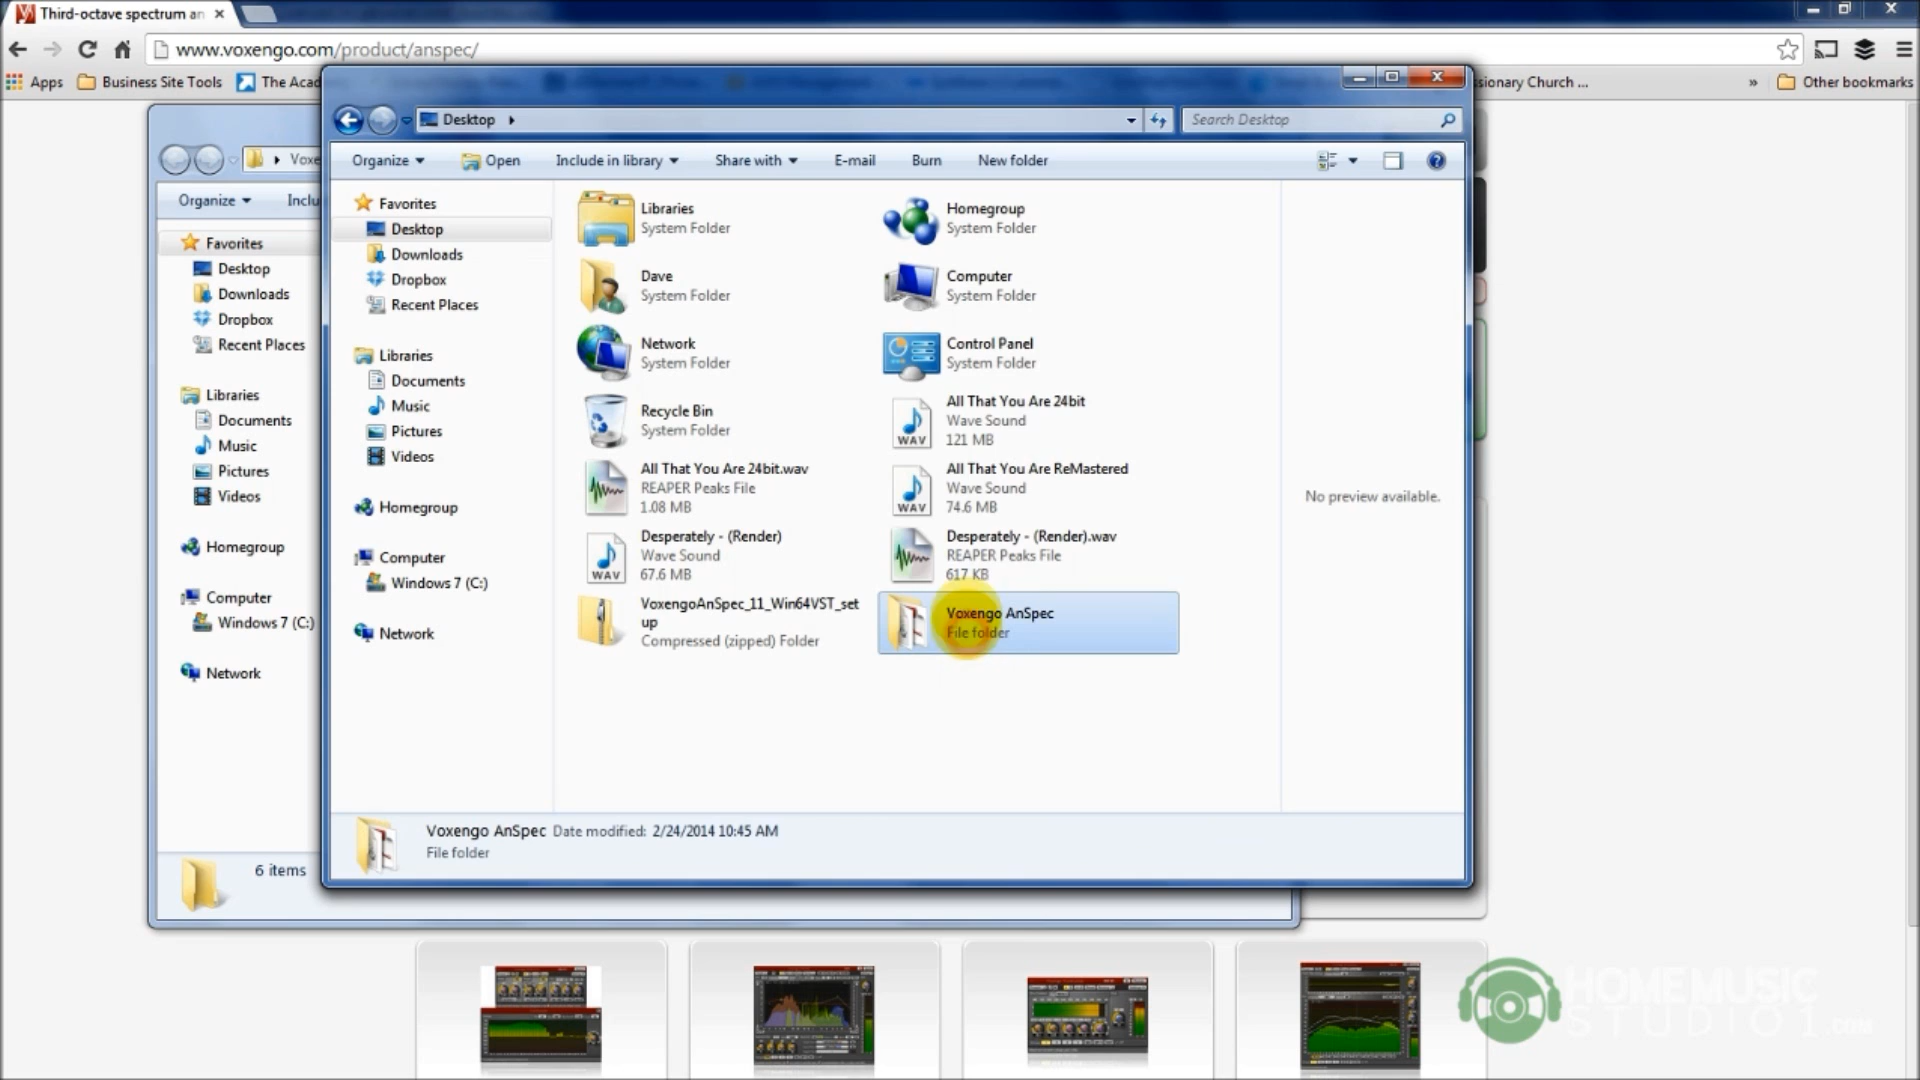 Third-octave spectrum an
www.voxengo.com/product/anspec/
Apps
Business Site Tools
The Acad
sionary Church ...
»
Other bookmarks
Voxe
Organize
Inclu
Favorites
Desktop
Downloads
Dropbox
Recent Places
Libraries
Documents
Music
Pictures
Videos
Homegroup
Computer
Windows 7 (C:)
Network
6 items
Desktop
Search Desktop
Organize
Open
Include in library
Share with
E-mail
Burn
New folder
Favorites
Desktop
Downloads
Dropbox
Recent Places
Libraries
Documents
Music
Pictures
Videos
Homegroup
Computer
Windows 7 (C:)
Network
Libraries
System Folder
Homegroup
System Folder
Dave
System Folder
Computer
System Folder
Network
System Folder
Control Panel
System Folder
Recycle Bin
System Folder
All That You Are 24bit
Wave Sound
121 MB
WAV
All That You Are 24bit.wav
REAPER Peaks File
1.08 MB
All That You Are ReMastered
Wave Sound
74.6 MB
WAV
Desperately - (Render)
Wave Sound
67.6 MB
WAV
Desperately - (Render).wav
REAPER Peaks File
617 KB
VoxengoAnSpec_11_Win64VST_set
up
Compressed (zipped) Folder
Voxengo AnSpec
File folder
No preview available.
Voxengo AnSpec Date modified: 2/24/2014 10:45 AM
File folder
HOMEMUSIC
STUDIO1.COM